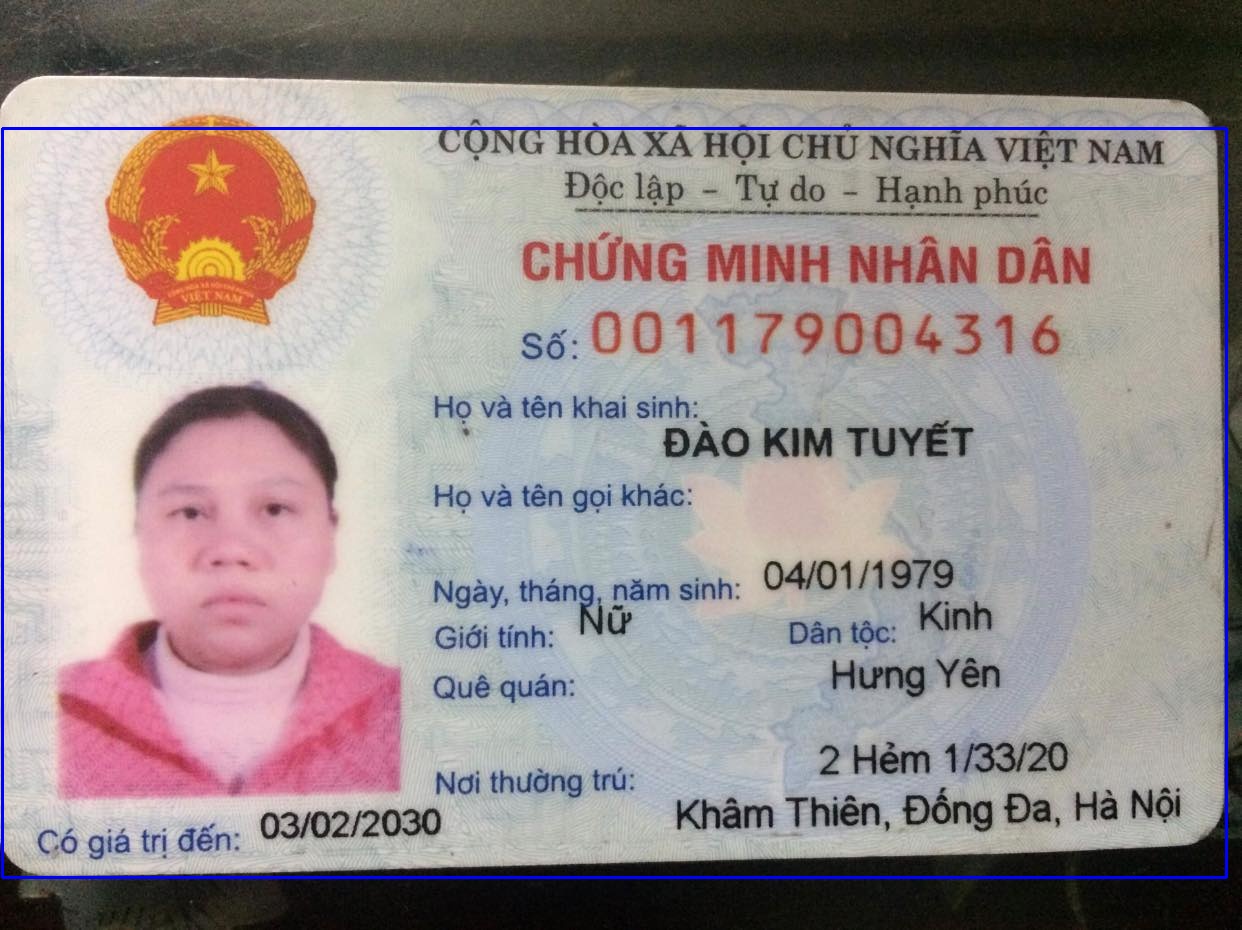 CỘNG HÒA XÃ HỘI CHỦ NGHĨA VIỆT NAM
Độc lập – Tự do – Hạnh phúc
CHỨNG MINH NHÂN DÂN
Số: 001179004316
Họ và tên khai sinh:
ĐÀO KIM TUYẾT
Họ và tên gọi khác:
Ngày, tháng, năm sinh: 04/01/1979
Giới tính: Nữ Dân tộc: Kinh
Quê quán: Hưng Yên
Nơi thường trú: 2 Hẻm 1/33/20
Khâm Thiên, Đống Đa, Hà Nội
Có giá trị đến: 03/02/2030
VIỆT NAM